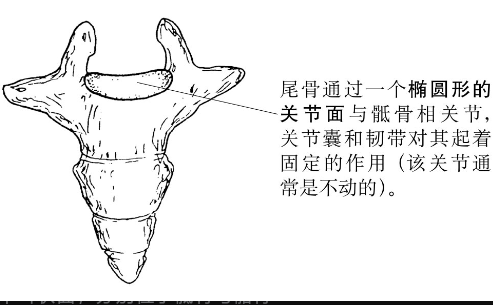 尾骨通过一个椭圆形的
关节面与骶骨相关节，
关节囊和韧带对其起着
固定的作用（该关节通
常是不动的）。